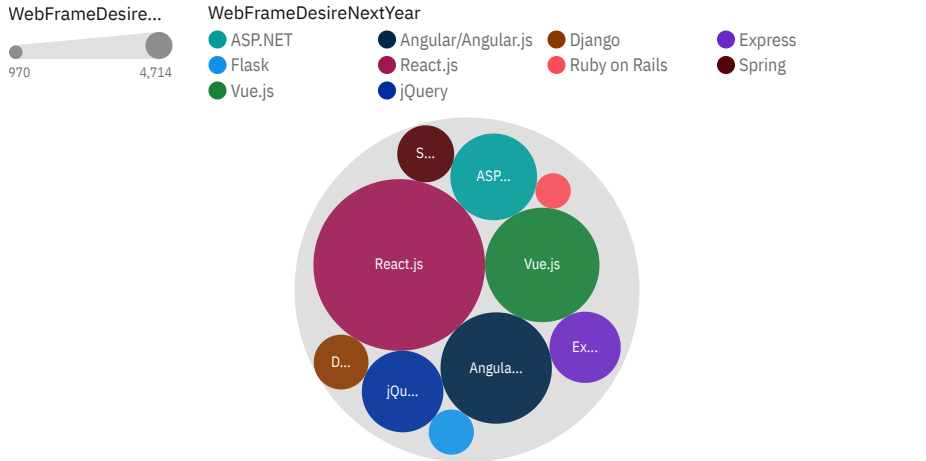 WebFrameDesire...
970
4,714
WebFrameDesireNextYear
ASP.NET
Angular/Angular.js
Django
Express
Flask
React.js
Ruby on Rails
Spring
Vue.js
jQuery
S...
ASP...
React.js
Vue.js
Ex...
D...
Angula...
jQu...